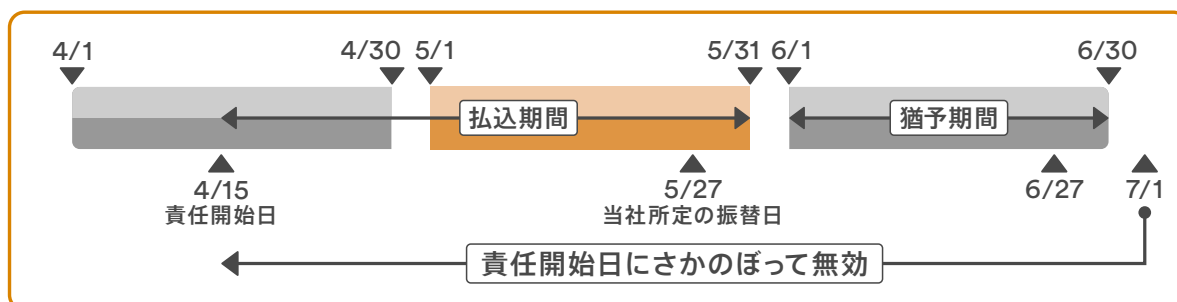 4/1
4/30
5/1
5/31
6/1
6/30
払込期間
猶予期間
4/15
責任開始日
5/27
当社所定の振替日
6/27
7/1
責任開始日にさかのぼって無効